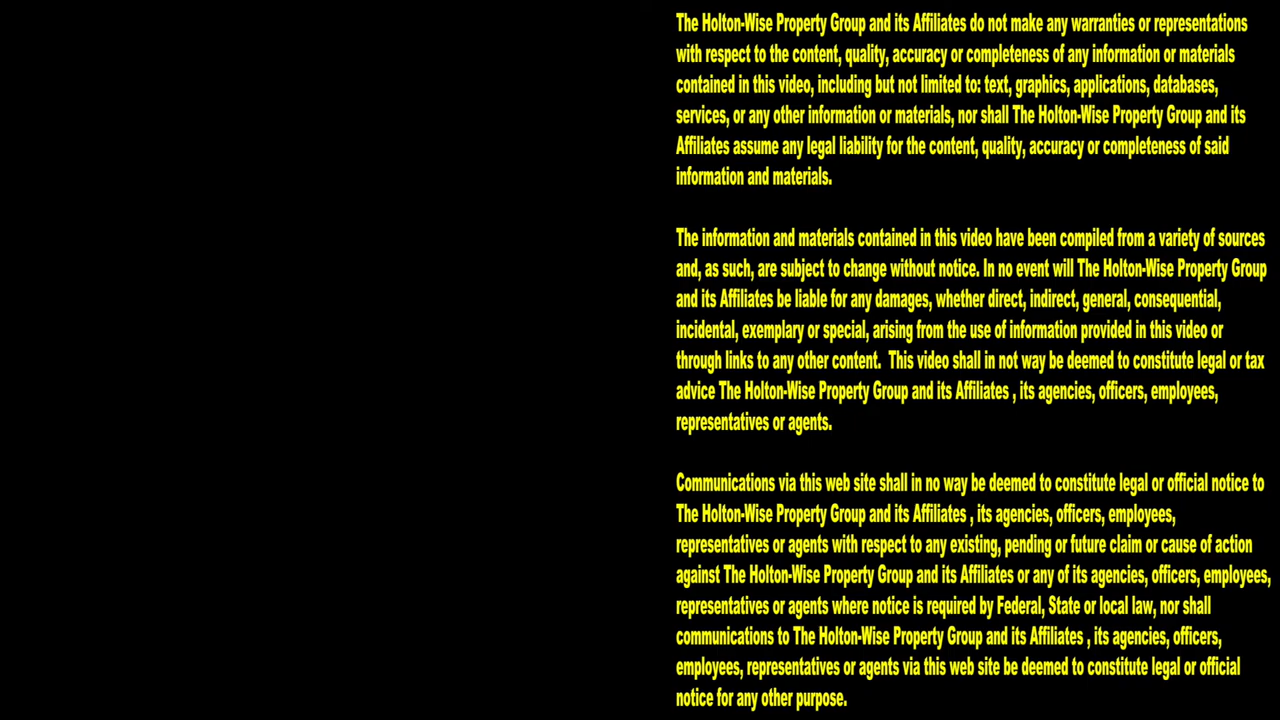 The Holton-Wise Property Group and its Affiliates do not make any warranties or representations
with respect to the content, quality, accuracy or completeness of any information or materials
contained in this video, including but not limited to: text, graphics, applications, databases,
services, or any other information or materials, nor shall The Holton-Wise Property Group and its
Affiliates assume any legal liability for the content, quality, accuracy or completeness of said
information and materials.
The information and materials contained in this video have been compiled from a variety of sources
and, as such, are subject to change without notice. In no event will The Holton-Wise Property Group
and its Affiliates be liable for any damages, whether direct, indirect, general, consequential,
incidental, exemplary or special, arising from the use of information provided in this video or
through links to any other content.  This video shall in not way be deemed to constitute legal or tax
advice The Holton-Wise Property Group and its Affiliates , its agencies, officers, employees,
representatives or agents.
Communications via this web site shall in no way be deemed to constitute legal or official notice to
The Holton-Wise Property Group and its Affiliates , its agencies, officers, employees,
representatives or agents with respect to any existing, pending or future claim or cause of action
against The Holton-Wise Property Group and its Affiliates or any of its agencies, officers, employees,
representatives or agents where notice is required by Federal, State or local law, nor shall
communications to The Holton-Wise Property Group and its Affiliates , its agencies, officers,
employees, representatives or agents via this web site be deemed to constitute legal or official
notice for any other purpose.